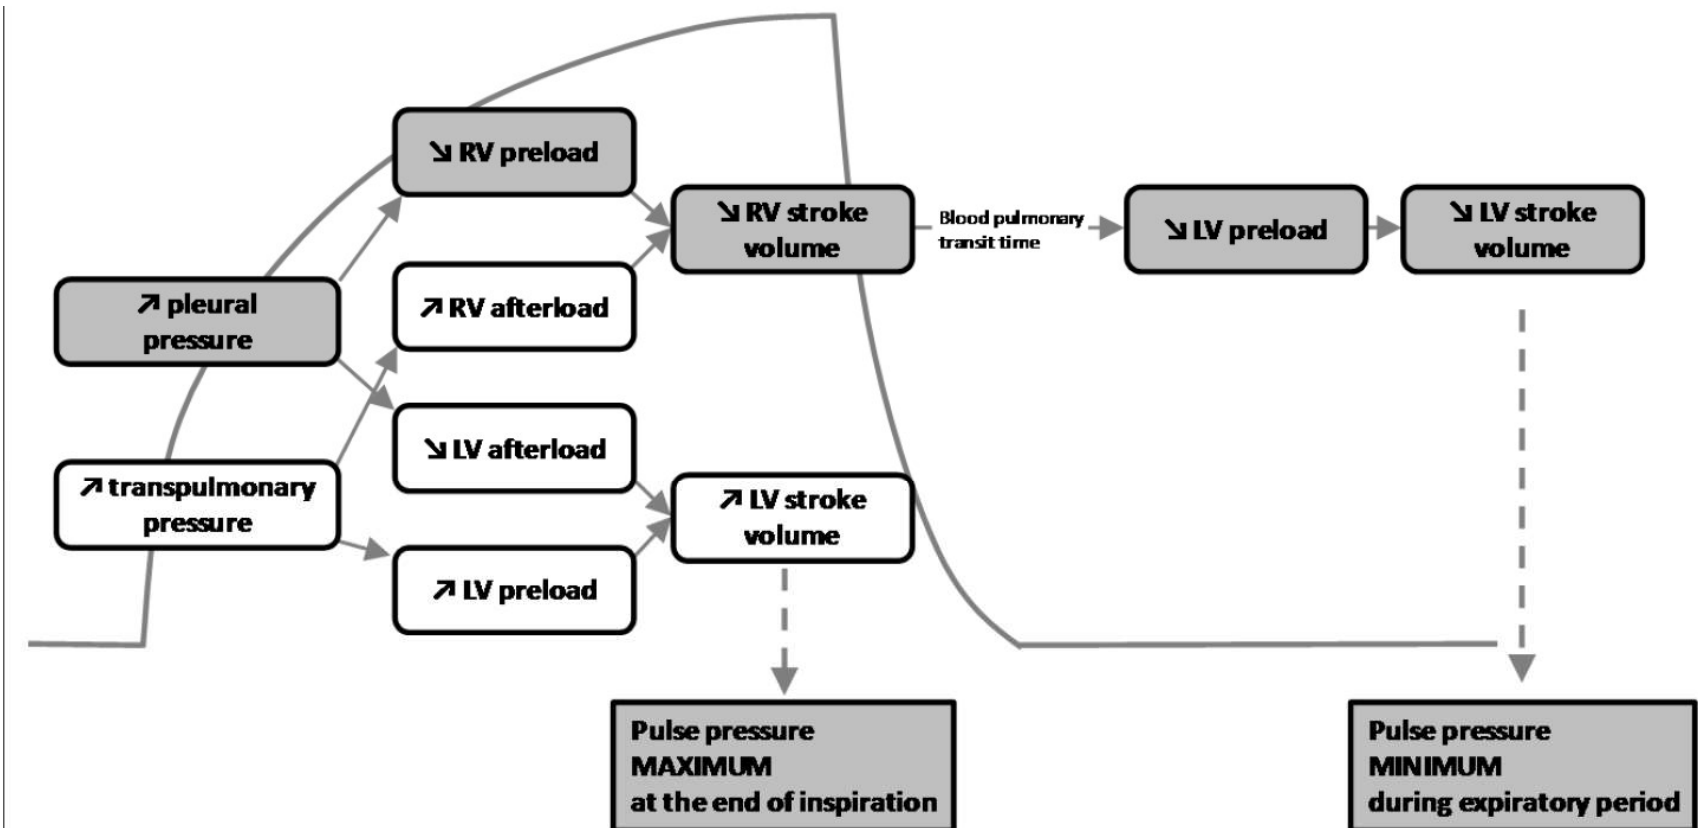 ↘ RV preload
↘ RV stroke
volume
Blood pulmonary
transit time
↘ LV preload
↘ LV stroke
volume
↗ pleural
pressure
↗ RV afterload
↘ LV afterload
↗ transpulmonary
pressure
↗ LV stroke
volume
↗ LV preload
Pulse pressure
MAXIMUM
at the end of inspiration
Pulse pressure
MINIMUM
during expiratory period